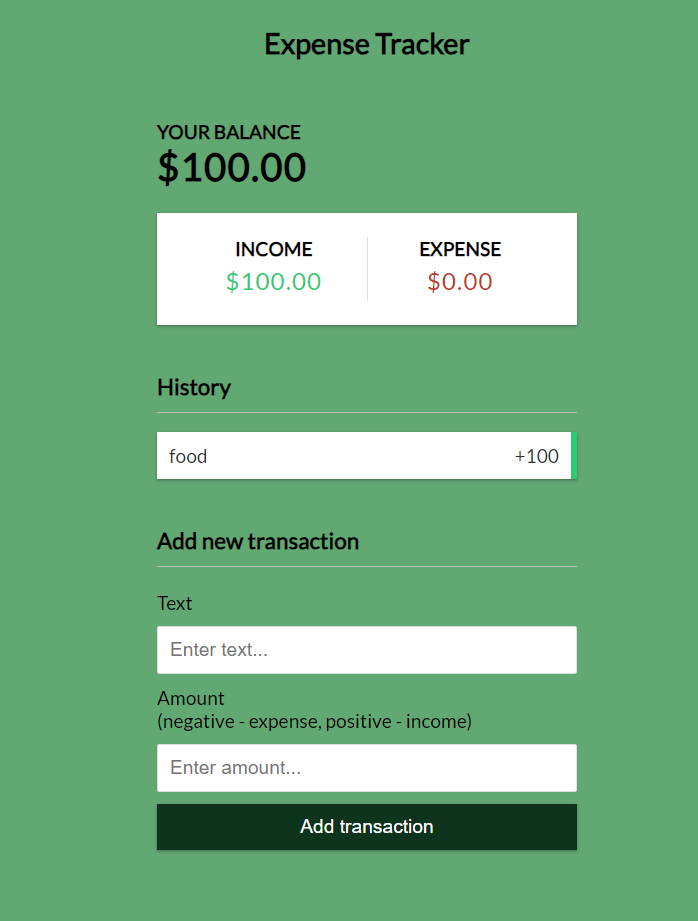 Expense Tracker
YOUR BALANCE
$100.00
INCOME EXPENSE
$100.00 $0.00
History
food +100
Add new transaction
Text
Enter text...
Amount
(negative - expense, positive - income)
Enter amount...
Add transaction